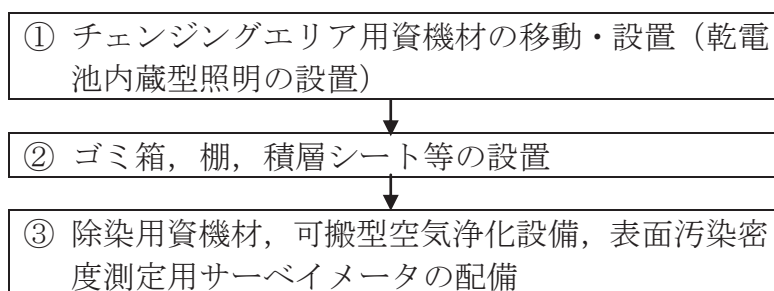 ① チェンジングエリア用資機材の移動・設置（乾電
池内蔵型照明の設置）
② ゴミ箱，棚，積層シート等の設置
③ 除染用資機材，可搬型空気浄化設備，表面汚染密
度測定用サーベイメータの配備